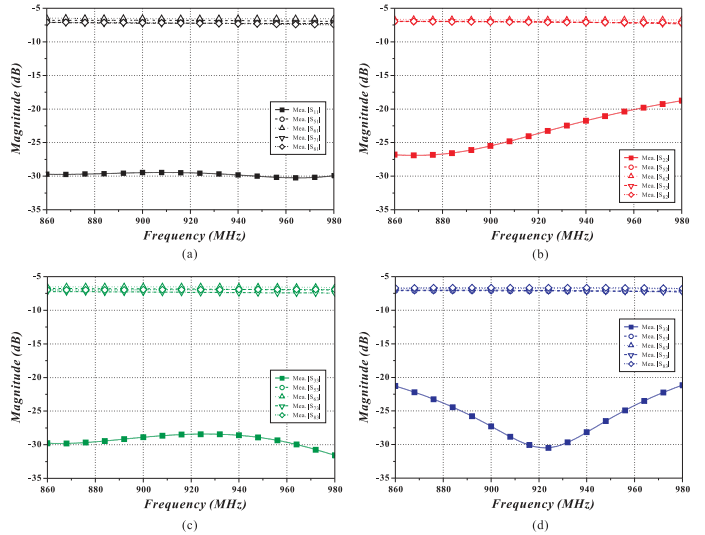 -5
-10
-15
-20
-25
-30
-35
Magnitude (dB)
Mea. |S11|
Mea. |S51|
Mea. |S61|
Mea. |S71|
Mea. |S81|
860 880 900 920 940 960 980
Frequency (MHz)
(a)
-5
-10
-15
-20
-25
-30
-35
Magnitude (dB)
Mea. |S22|
Mea. |S52|
Mea. |S62|
Mea. |S72|
Mea. |S82|
860 880 900 920 940 960 980
Frequency (MHz)
(b)
-5
-10
-15
-20
-25
-30
-35
Magnitude (dB)
Mea. |S33|
Mea. |S53|
Mea. |S63|
Mea. |S73|
Mea. |S83|
860 880 900 920 940 960 980
Frequency (MHz)
(c)
-5
-10
-15
-20
-25
-30
-35
Magnitude (dB)
Mea.
Mea.
Mea.
Mea.
Mea.
860 880 900 920 940 960 980
Frequency (MHz)
(d)